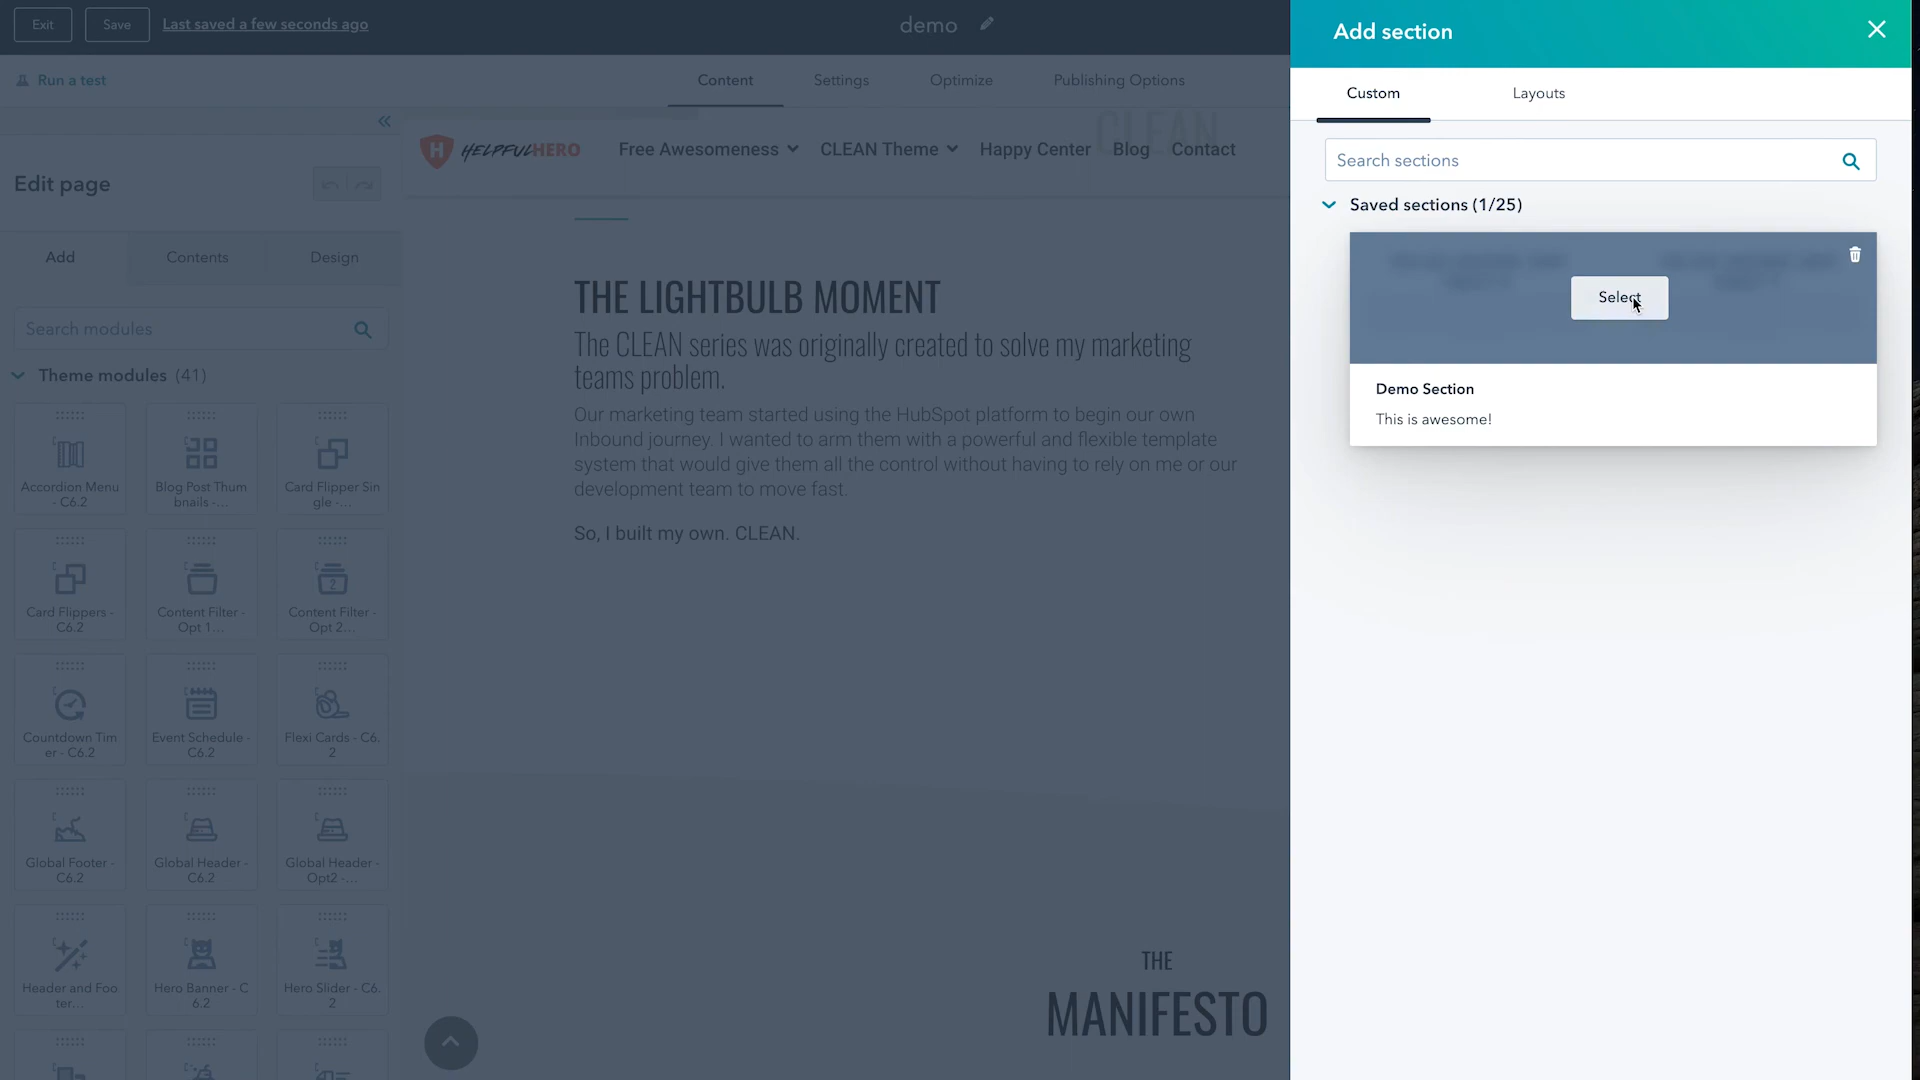 Exit
Save
Last saved a few seconds ago
demo
Add section
Run a test
Content
Settings
Optimize
Publishing Options
Custom
Layouts
CLEAN
HELPFULHERO
Free Awesomeness
CLEAN Theme
Happy Center
Blog
Contact
Search sections
Edit page
Saved sections (1/25)
Add
Contents
Design
Select
THE LIGHTBULB MOMENT
Search modules
The CLEAN series was originally created to solve my marketing
teams problem.
Theme modules (41)
Demo Section
This is awesome!
Our marketing team started using the HubSpot platform to begin our own
Inbound journey. I wanted to arm them with a powerful and flexible template
system that would give them all the control without having to rely on me or our
development team to move fast.
So, I built my own. CLEAN.
Accordion Menu
- C6.2
Blog Post Thum
bnails -...
Card Flipper Sin
gle -...
Card Flippers -
C6.2
Content Filter -
Opt 1...
Content Filter -
Opt 2...
Countdown Tim
er - C6.2
Event Schedule -
C6.2
Flexi Cards - C6.
2
Global Footer -
C6.2
Global Header -
C6.2
Global Header -
Opt2 -...
Header and Foo
ter...
Hero Banner - C
6.2
Hero Slider - C6.
2
THE
MANIFESTO